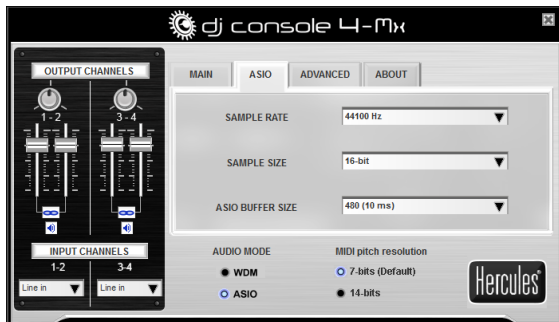 dj console 4-Mx
OUTPUT CHANNELS
1 - 2
3 - 4
INPUT CHANNELS
1-2
3-4
Line in
Line in
MAIN
ASIO
ADVANCED
ABOUT
SAMPLE RATE
44100 Hz
SAMPLE SIZE
16-bit
ASIO BUFFER SIZE
480 (10 ms)
AUDIO MODE
WDM
ASIO
MIDI pitch resolution
7-bits (Default)
14-bits
Hercules